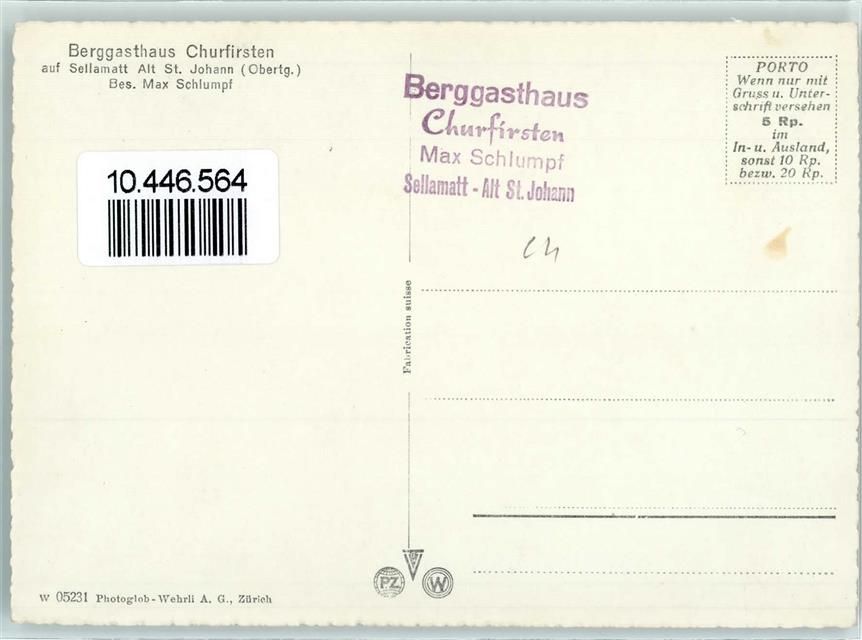 Berggasthaus Churfirsten
auf Sellamatt Alt St. Johann (Obertg.)
Bes. Max Schlumpf
10.446.564
Berggasthaus
Churfirsten
Max Schlumpf
Sellamatt - Alt St. Johann
PORTO
Wenn nur mit
Gruss u. Unter-
schrift versehen
5 Rp.
im
In- u. Ausland,
sonst 10 Rp.
bezw. 20 Rp.
CH
Fabrication suisse
PZ
W
W 05231 Photoglob-Wehrli A. G., Zürich